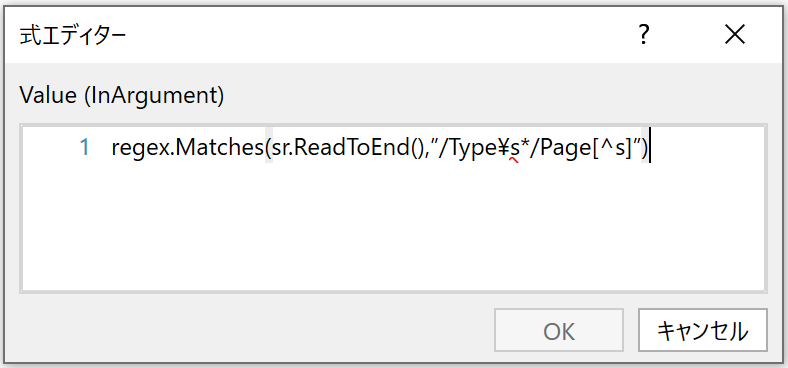 式エディター
?
Value (InArgument)
1 regex.Matches(sr.ReadToEnd(),”/Type¥s*/Page[^s]”)
OK
キャンセル